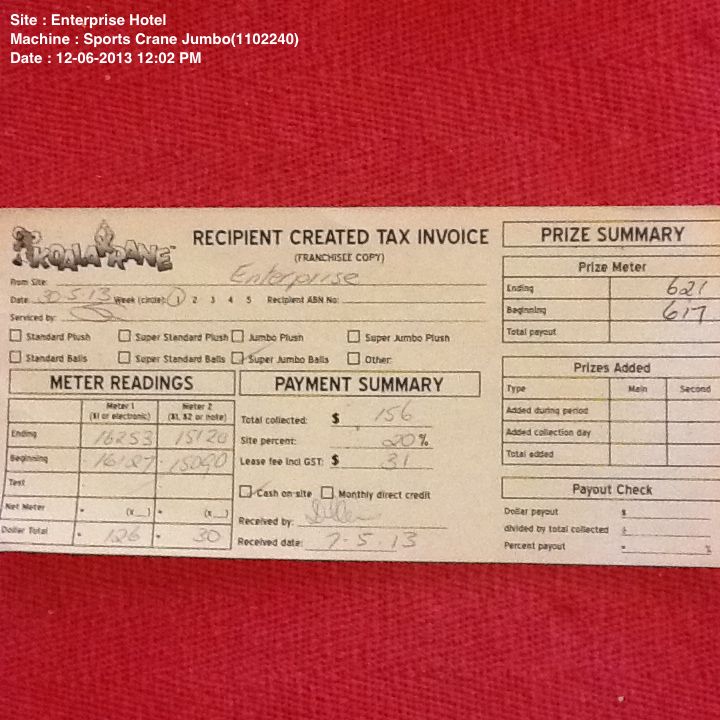 Site : Enterprise Hotel
Machine : Sports Crane Jumbo(1102240)
Date : 12-06-2013 12:02 PM
KOALA KRANE™
RECIPIENT CREATED TAX INVOICE
(FRANCHISEE COPY)
From Site: Enterprise
Date: 30.5.13 Week (circle): 1 2 3 4 5 Recipient ABN No:
Serviced by:
Standard Plush Super Standard Plush Jumbo Plush Super Jumbo Plush
Standard Balls Super Standard Balls Super Jumbo Balls Other:
METER READINGS
Meter 1 ($1 or electronic) Meter 2 ($1, $2 or note)
Ending 16253 15120
Beginning 16127 15090
Test
Net Meter (x__) (x__)
Dollar Total 126 30
PAYMENT SUMMARY
Total collected: $ 156
Site percent: 20%
Lease fee incl GST: $ 31
Cash on-site Monthly direct credit
Received by:
Received date: 7-5-13
PRIZE SUMMARY
Prize Meter
Ending 621
Beginning 617
Total payout
Prizes Added
Type Main Second
Added during period
Added collection day
Total added
Payout Check
Dollar payout $
divided by total collected ÷
Percent payout = %